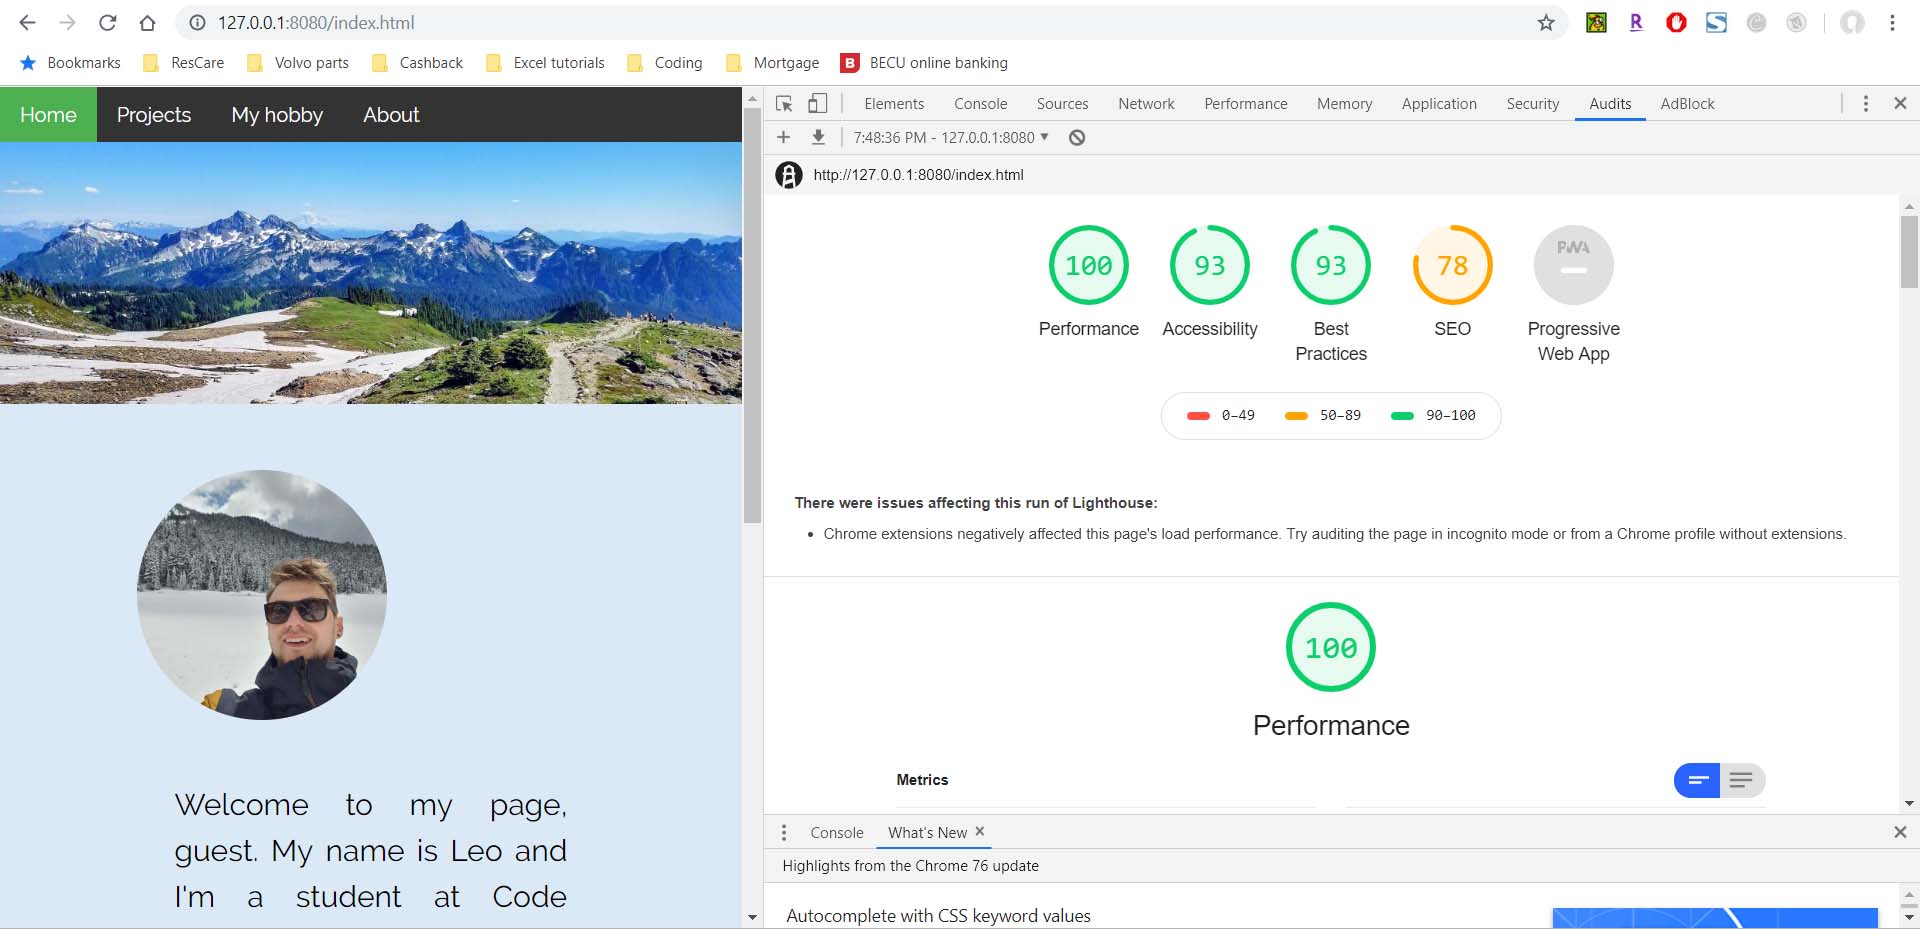 127.0.0.1:8080/index.html
R
S
Bookmarks ResCare Volvo parts Cashback Excel tutorials Coding Mortgage B BECU online banking
Home Projects My hobby About
Elements Console Sources Network Performance Memory Application Security Audits AdBlock
7:48:36 PM - 127.0.0.1:8080
http://127.0.0.1:8080/index.html
100 93 93 78 PWA
Performance Accessibility Best Practices SEO Progressive Web App
0–49 50–89 90–100
There were issues affecting this run of Lighthouse:
Chrome extensions negatively affected this page's load performance. Try auditing the page in incognito mode or from a Chrome profile without extensions.
100
Performance
Metrics
Welcome to my page,
guest. My name is Leo and
I'm a student at Code
Console What's New
Highlights from the Chrome 76 update
Autocomplete with CSS keyword values